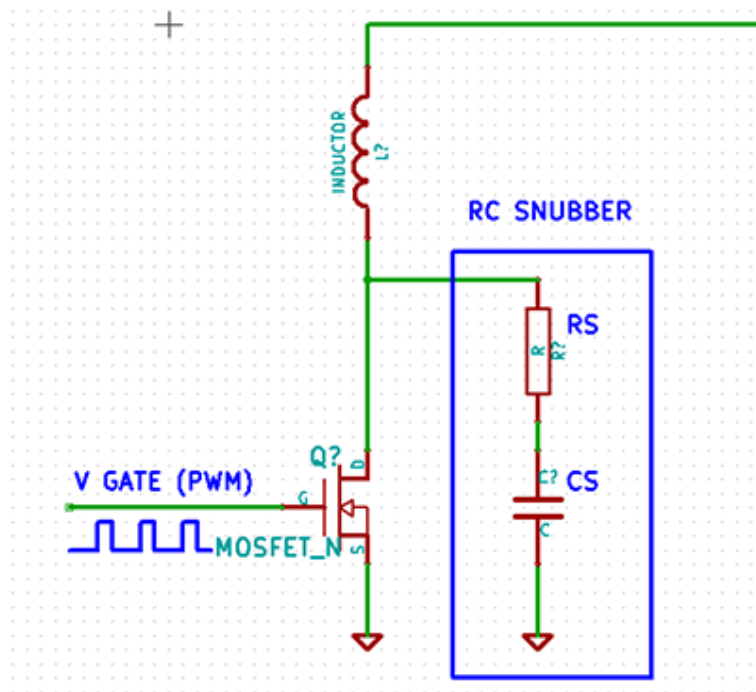 INDUCTOR
L?
RC SNUBBER
RS
R
R?
Q?
D
V GATE (PWM)
G
C?
CS
MOSFET_N
S
C